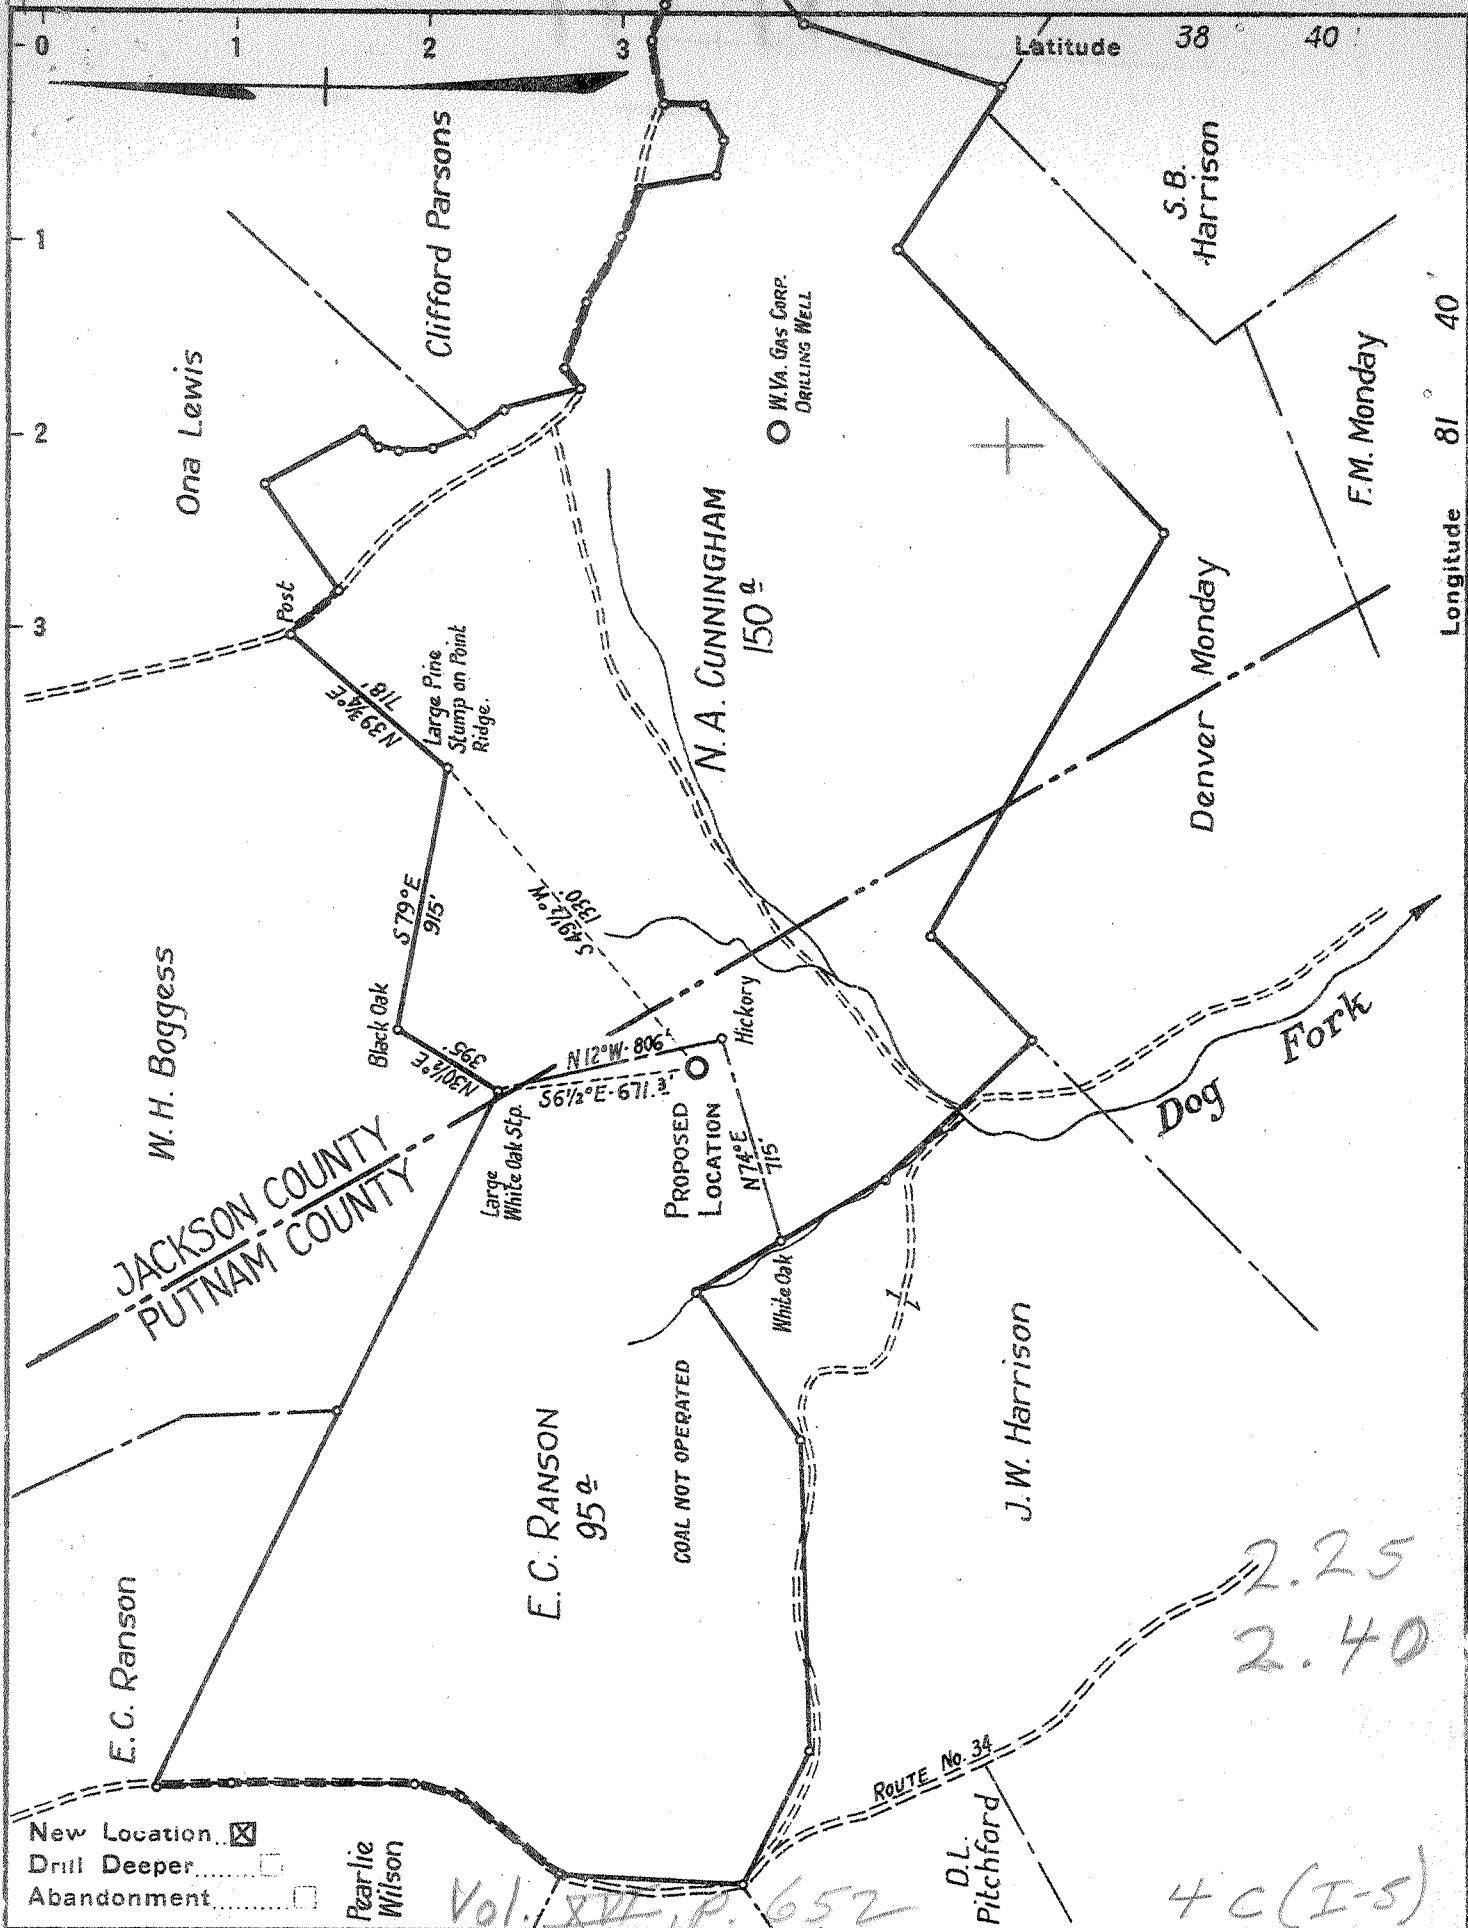 0 1 2 3
Latitude 38 40'
1
2
3
Clifford Parsons
Ona Lewis
S.B.
Harrison
W.VA. GAS CORP.
DRILLING WELL
F.M. Monday
Longitude 81° 40'
Post
N39¾°E
718'
Large Pine
Stump on Point
Ridge.
N. A. CUNNINGHAM
150 a
Denver Monday
S79°E
915'
S49½°W
1330'
W. H. Boggess
Black Oak
N30½°E
395'
N12°W-806'
S6½°E-671.3'
Hickory
Large
White Oak Stp.
PROPOSED
LOCATION
N74°E
715'
White Oak
Dog Fork
JACKSON COUNTY
PUTNAM COUNTY
E.C. RANSON
95 a
COAL NOT OPERATED
J.W. Harrison
E.C. Ranson
ROUTE No. 34
2.25
2.40
New Location
Drill Deeper
Abandonment
Pearlie
Wilson
D.L.
Pitchford
Vol. XVI, p. 652
4 C (I-S)